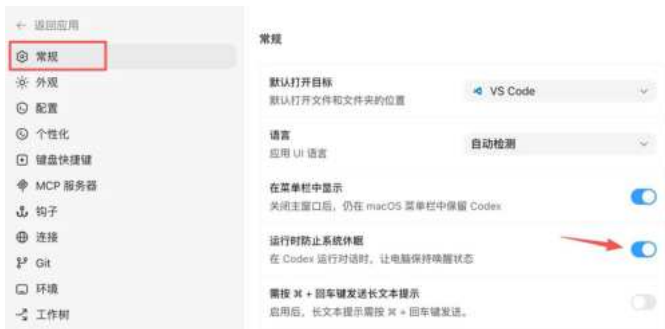 ← 返回应用
常规
外观
配置
个性化
键盘快捷键
MCP 服务器
钩子
连接
Git
环境
工作树
常规
默认打开目标
默认打开文件和文件夹的位置
VS Code
语言
应用 UI 语言
自动检测
在菜单栏中显示
关闭主窗口后，仍在 macOS 菜单栏中保留 Codex
运行时防止系统休眠
在 Codex 运行对话时，让电脑保持唤醒状态
需按 ⌘ + 回车键发送长文本提示
启用后，长文本提示需按 ⌘ + 回车键发送。